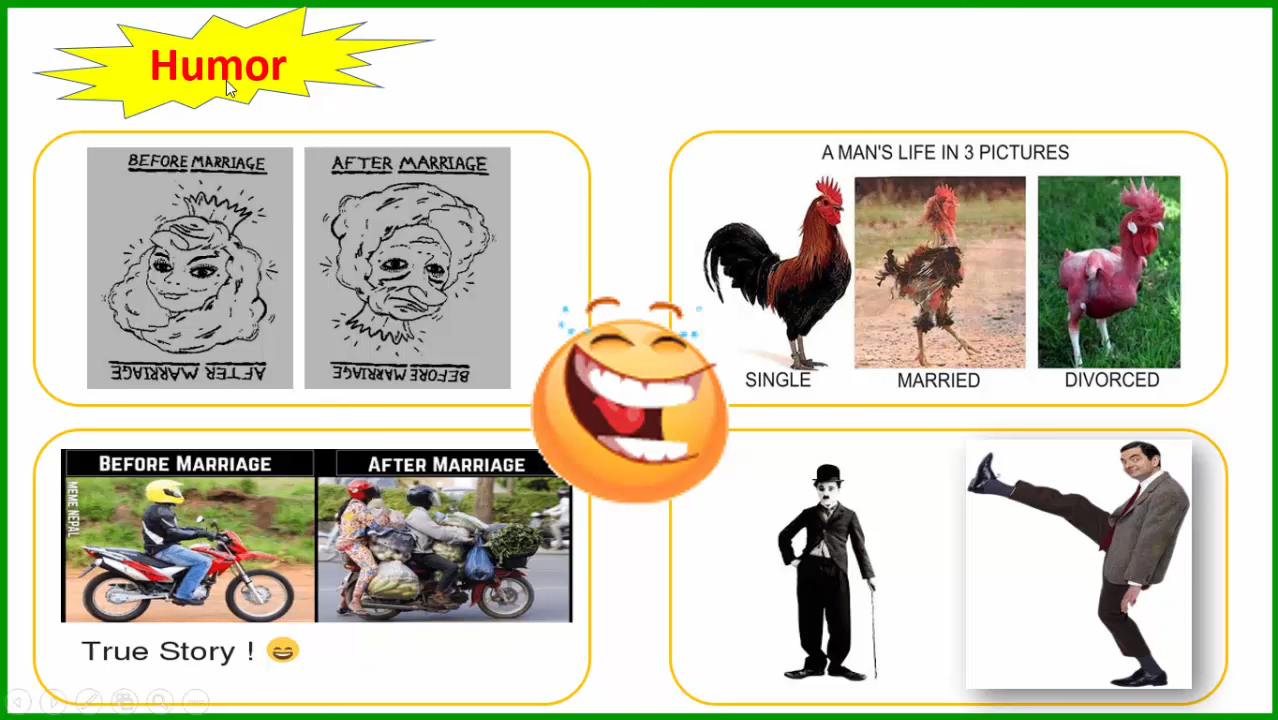 Humor
BEFORE MARRIAGE
AFTER MARRIAGE
AFTER MARRIAGE
BEFORE MARRIAGE
A MAN'S LIFE IN 3 PICTURES
SINGLE
MARRIED
DIVORCED
BEFORE MARRIAGE
AFTER MARRIAGE
MEME NEPAL
True Story ! 😄